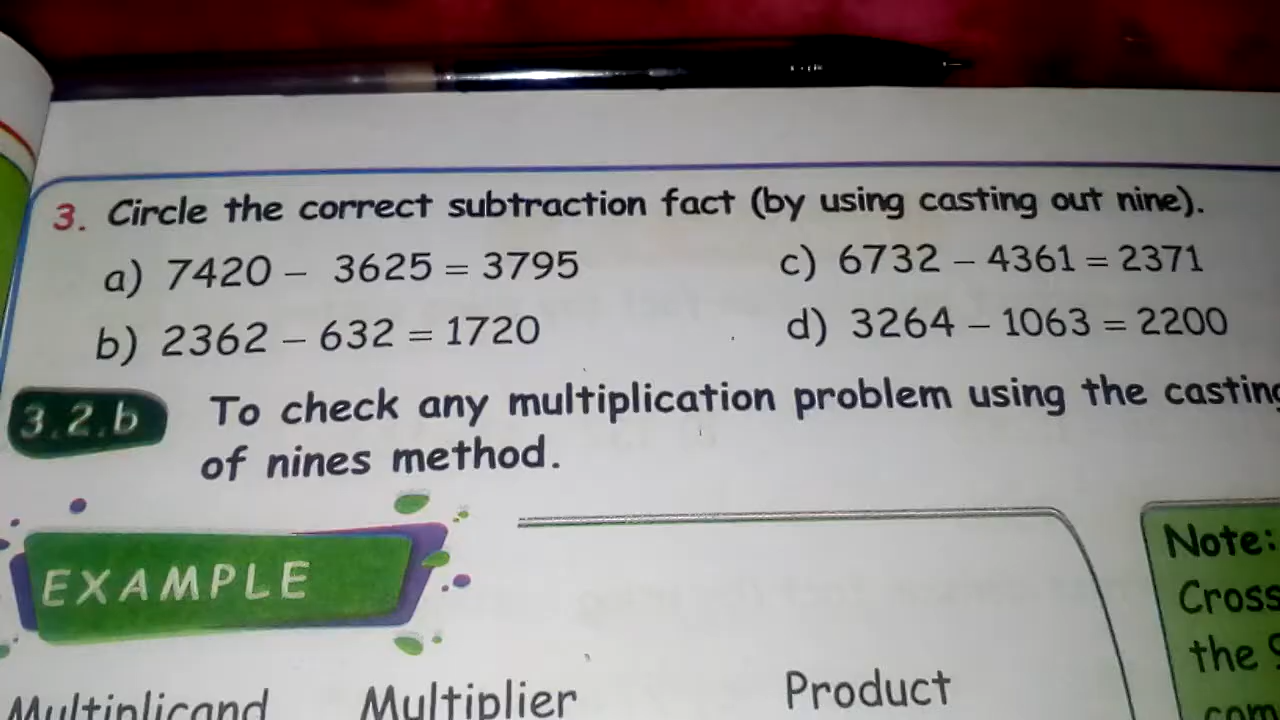 3. Circle the correct subtraction fact (by using casting out nine).
a) 7420 – 3625 = 3795
c) 6732 – 4361 = 2371
b) 2362 – 632 = 1720
d) 3264 – 1063 = 2200
3.2.b To check any multiplication problem using the casting
of nines method.
EXAMPLE
Note:
Cross
the
com
Multiplicand Multiplier Product